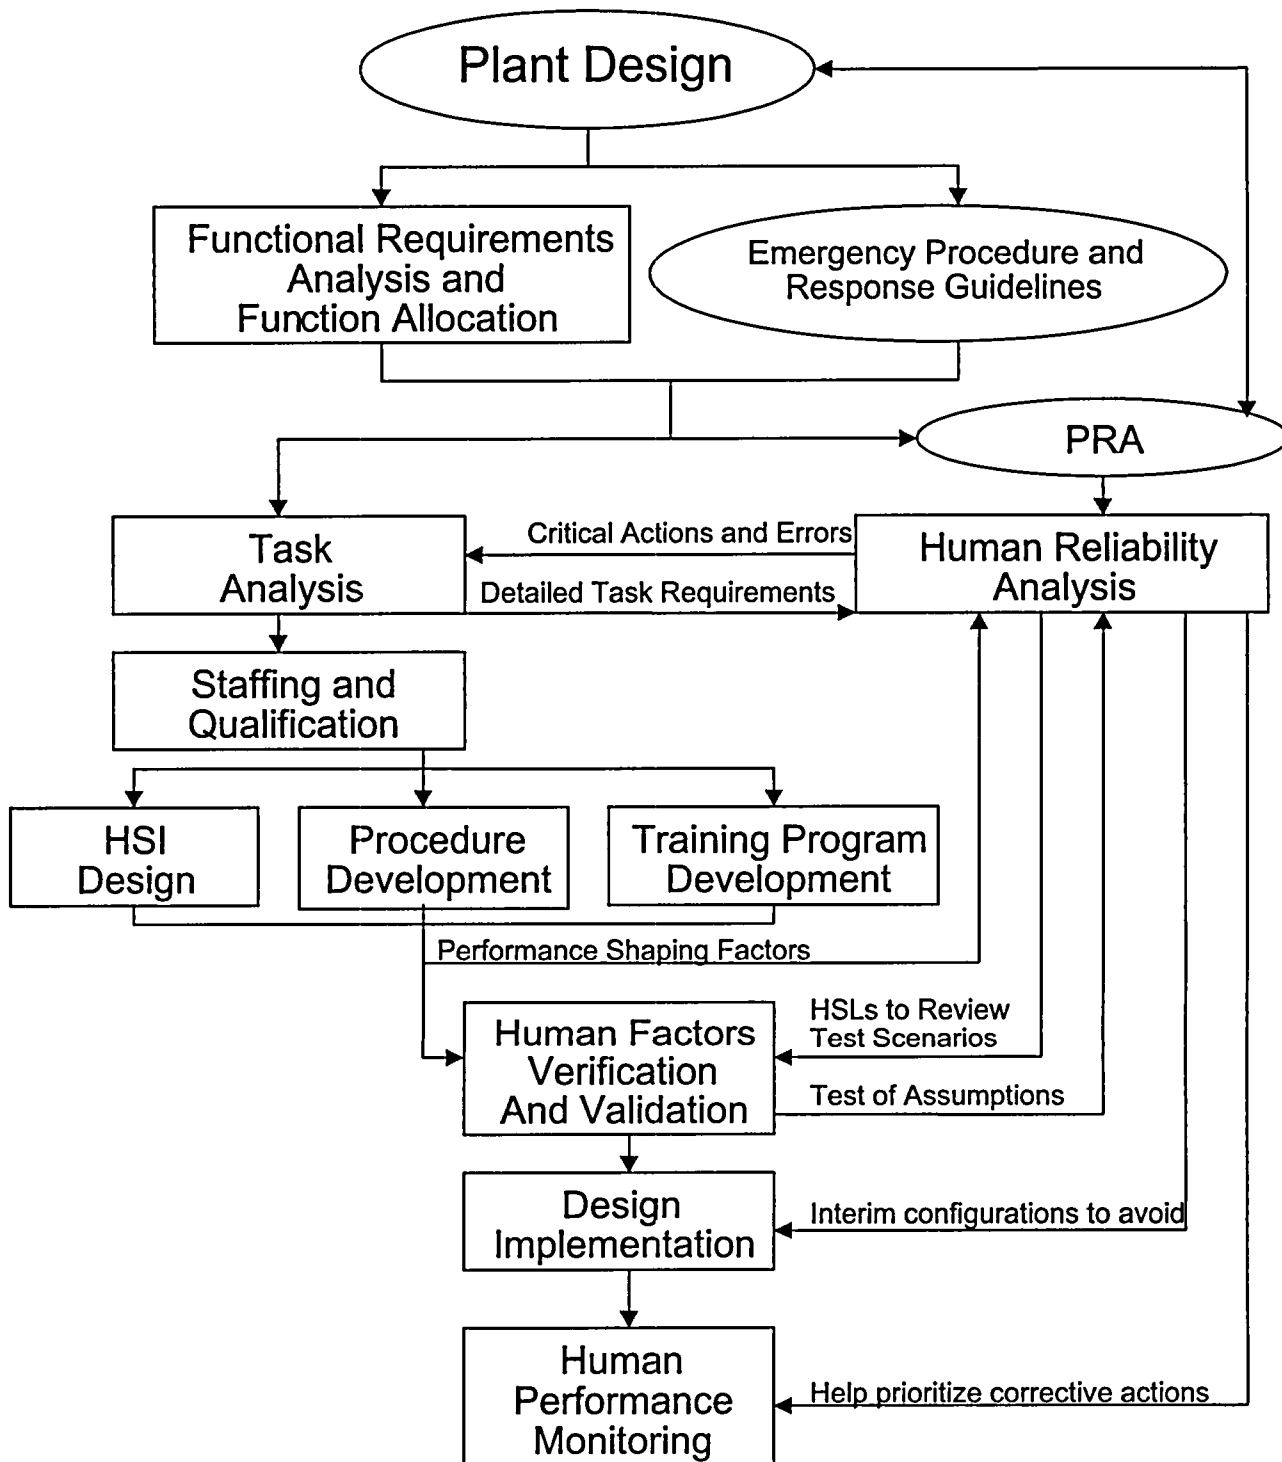 Plant Design
Functional Requirements
Analysis and
Function Allocation
Emergency Procedure and
Response Guidelines
PRA
Task
Analysis
Critical Actions and Errors
Detailed Task Requirements
Human Reliability
Analysis
Staffing and
Qualification
HSI
Design
Procedure
Development
Training Program
Development
Performance Shaping Factors
Human Factors
Verification
And Validation
HSLs to Review
Test Scenarios
Test of Assumptions
Design
Implementation
Interim configurations to avoid
Human
Performance
Monitoring
Help prioritize corrective actions